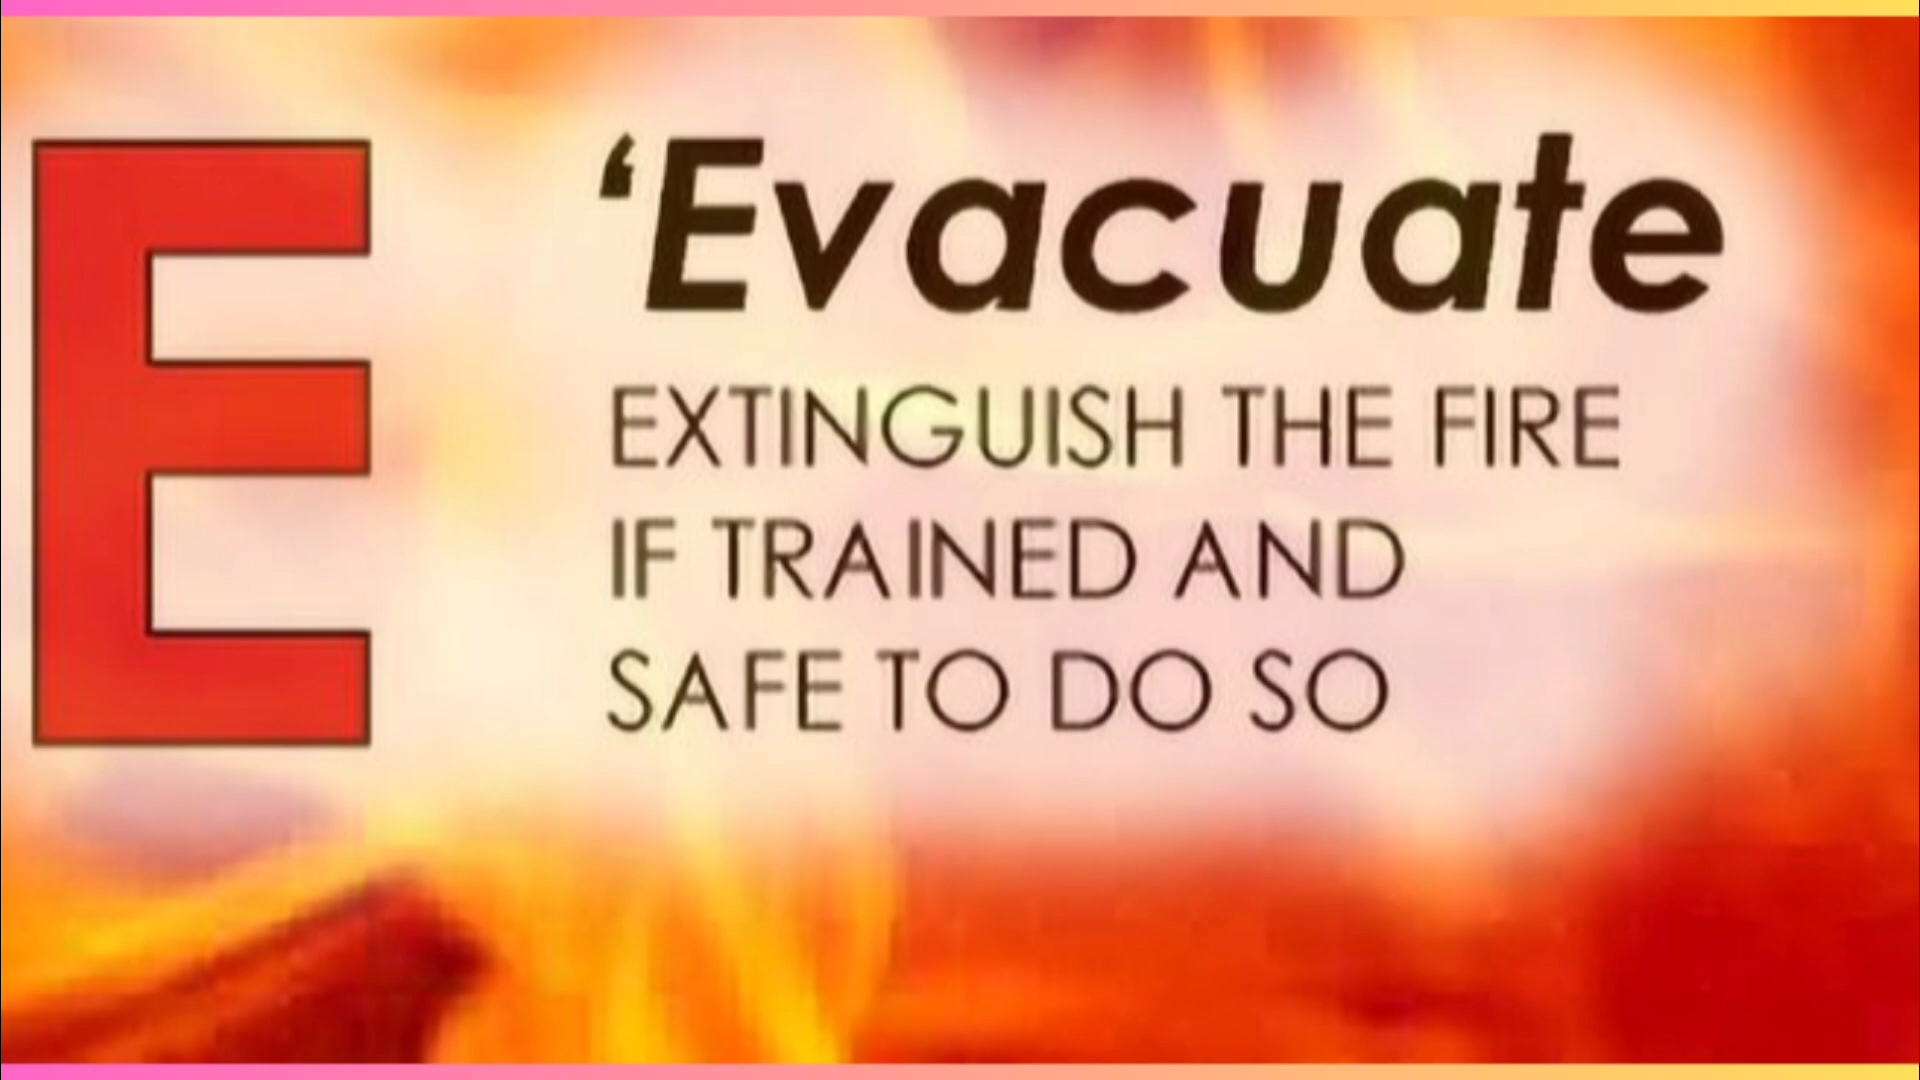 E
‘Evacuate
EXTINGUISH THE FIRE
IF TRAINED AND
SAFE TO DO SO